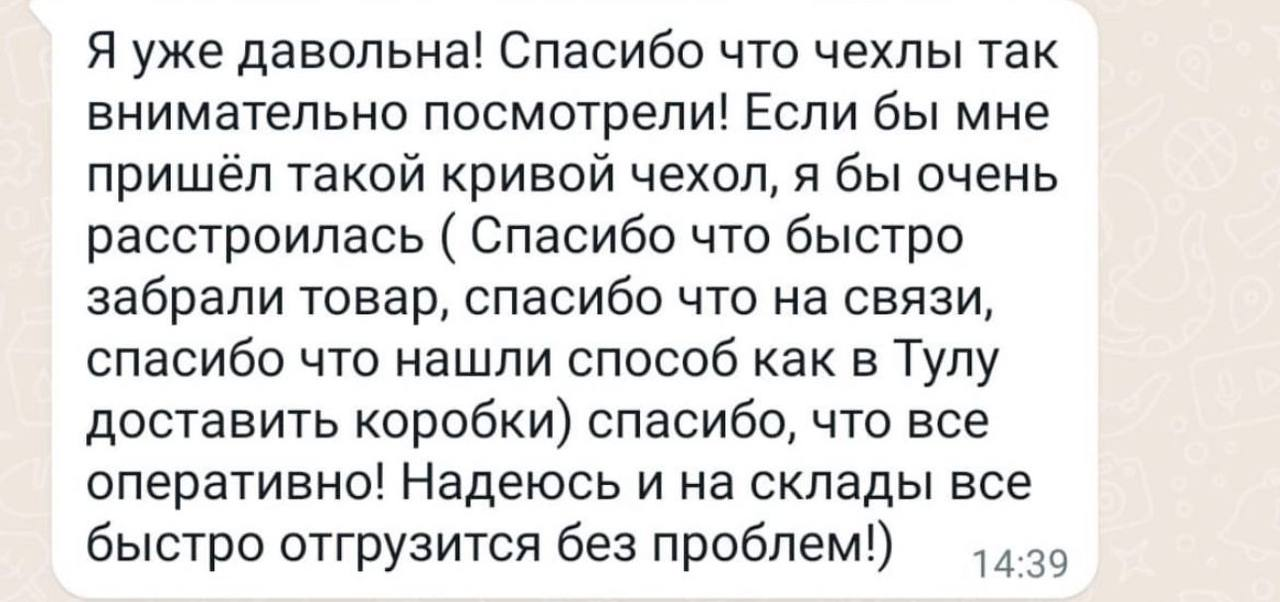 Я уже давольна! Спасибо что чехлы так
внимательно посмотрели! Если бы мне
пришёл такой кривой чехол, я бы очень
расстроилась ( Спасибо что быстро
забрали товар, спасибо что на связи,
спасибо что нашли способ как в Тулу
доставить коробки) спасибо, что все
оперативно! Надеюсь и на склады все
быстро отгрузится без проблем!)
14:39